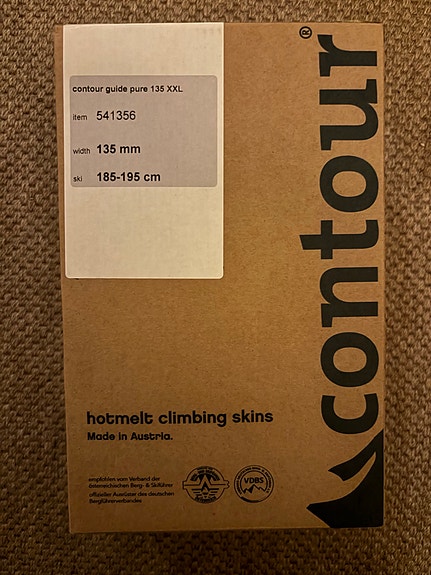 contour guide pure 135 XXL
item 541356
width 135 mm
ski 185-195 cm
contour®
hotmelt climbing skins
Made in Austria.
empfohlen vom Verband der
österreichischen Berg- & Skiführer
offizieller Ausrüster des deutschen
Bergführerverbandes
VDBS